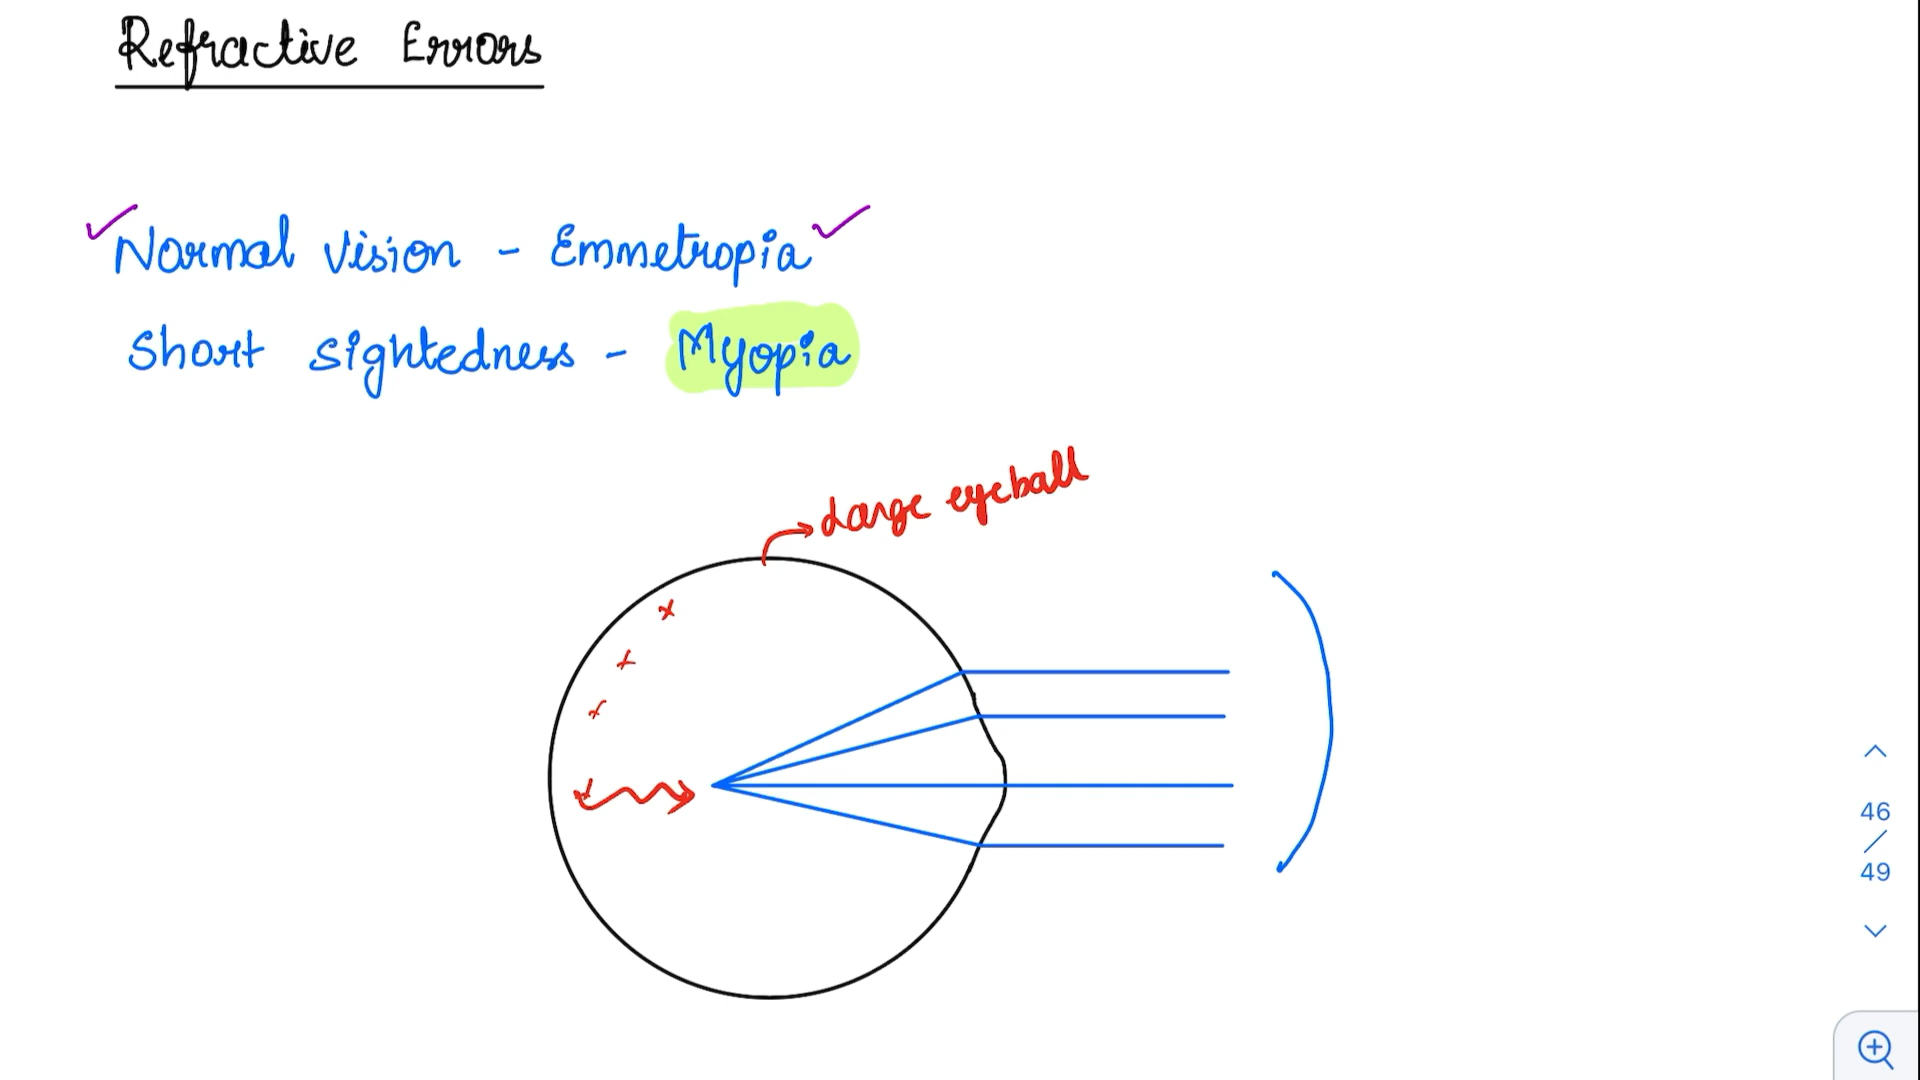 Refractive Errors
Normal vision - Emmetropia
Short sightedness - Myopia
Large eyeball
46
/
49